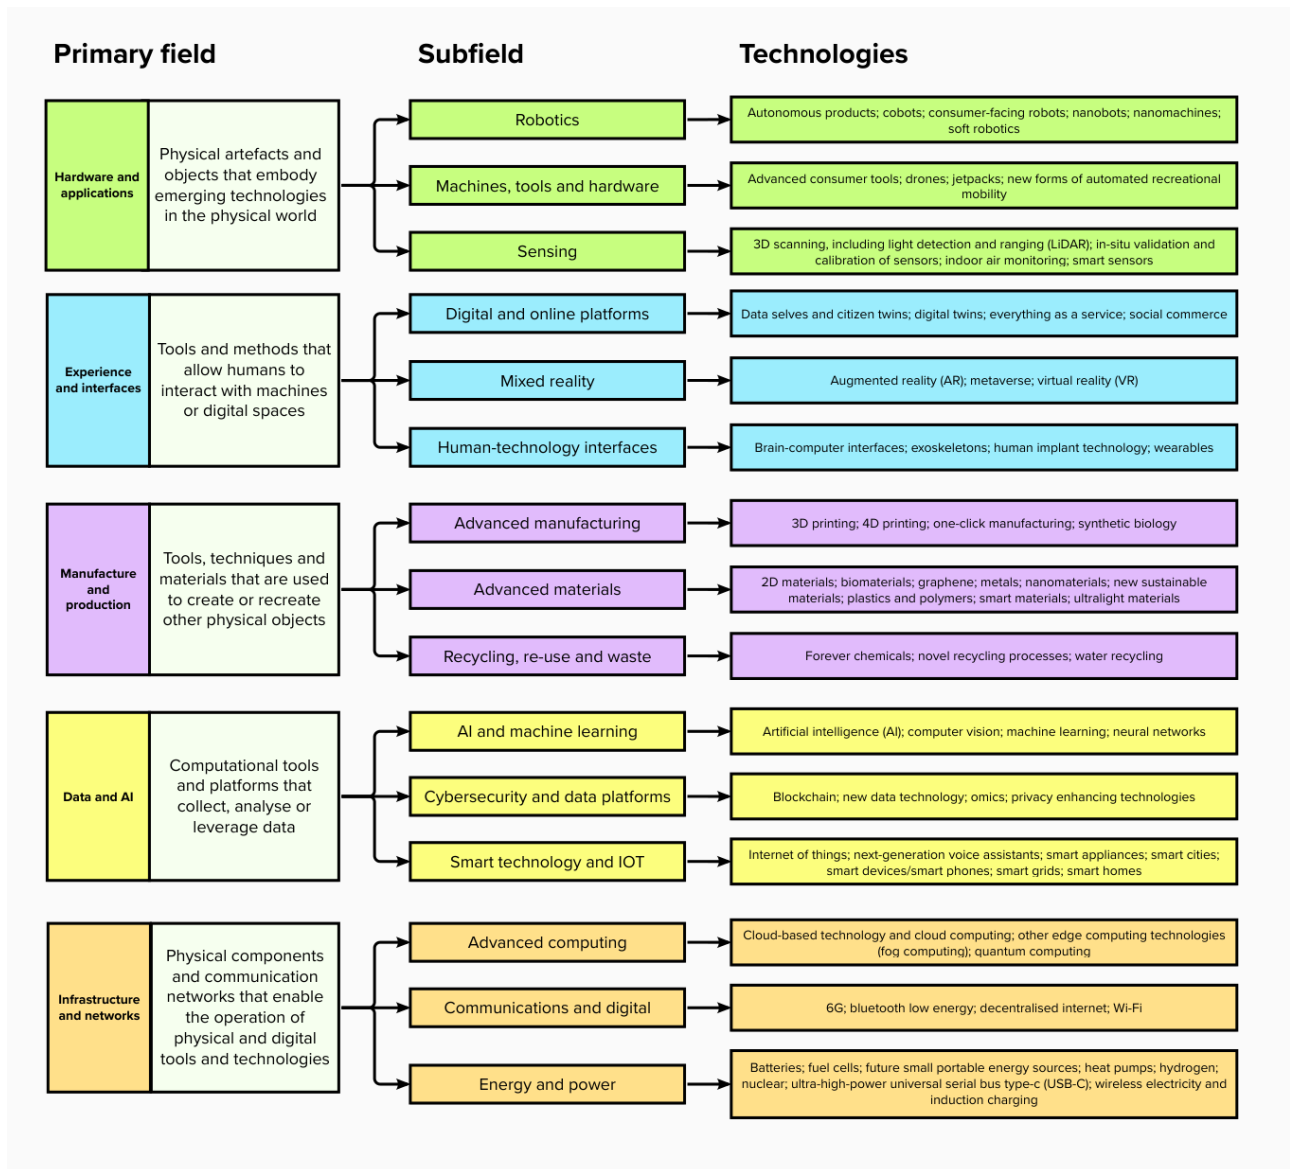 Primary field
Subfield
Technologies
Hardware and
applications
Physical artefacts and
objects that embody
emerging technologies
in the physical world
Robotics
Autonomous products; cobots; consumer-facing robots; nanobots; nanomachines;
soft robotics
Machines, tools and hardware
Advanced consumer tools; drones; jetpacks; new forms of automated recreational
mobility
Sensing
3D scanning, including light detection and ranging (LiDAR); in-situ validation and
calibration of sensors; indoor air monitoring; smart sensors
Experience
and interfaces
Tools and methods that
allow humans to
interact with machines
or digital spaces
Digital and online platforms
Data selves and citizen twins; digital twins; everything as a service; social commerce
Mixed reality
Augmented reality (AR); metaverse; virtual reality (VR)
Human-technology interfaces
Brain-computer interfaces; exoskeletons; human implant technology; wearables
Manufacture
and
production
Tools, techniques and
materials that are used
to create or recreate
other physical objects
Advanced manufacturing
3D printing; 4D printing; one-click manufacturing; synthetic biology
Advanced materials
2D materials; biomaterials; graphene; metals; nanomaterials; new sustainable
materials; plastics and polymers; smart materials; ultralight materials
Recycling, re-use and waste
Forever chemicals; novel recycling processes; water recycling
Data and AI
Computational tools
and platforms that
collect, analyse or
leverage data
AI and machine learning
Artificial intelligence (AI); computer vision; machine learning; neural networks
Cybersecurity and data platforms
Blockchain; new data technology; omics; privacy enhancing technologies
Smart technology and IOT
Internet of things; next-generation voice assistants; smart appliances; smart cities;
smart devices/smart phones; smart grids; smart homes
Infrastructure
and networks
Physical components
and communication
networks that enable
the operation of
physical and digital
tools and technologies
Advanced computing
Cloud-based technology and cloud computing; other edge computing technologies
(fog computing); quantum computing
Communications and digital
6G; bluetooth low energy; decentralised internet; Wi-Fi
Energy and power
Batteries; fuel cells; future small portable energy sources; heat pumps; hydrogen;
nuclear; ultra-high-power universal serial bus type-c (USB-C); wireless electricity and
induction charging